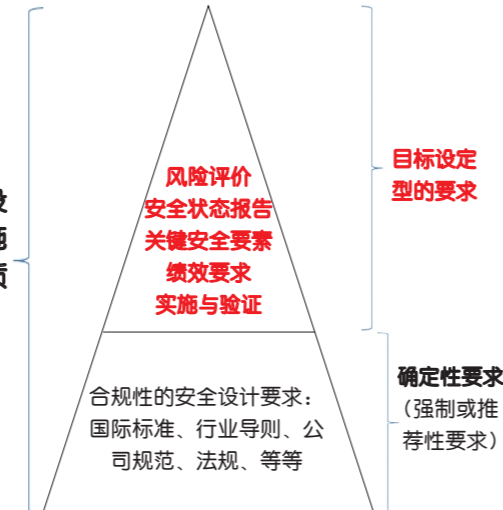 风险评价
安全状态报告
关键安全要素
绩效要求
实施与验证
目标设定
型的要求
合规性的安全设计要求：
国际标准、行业导则、公
司规范、法规、等等
确定性要求
（强制或推
荐性要求）